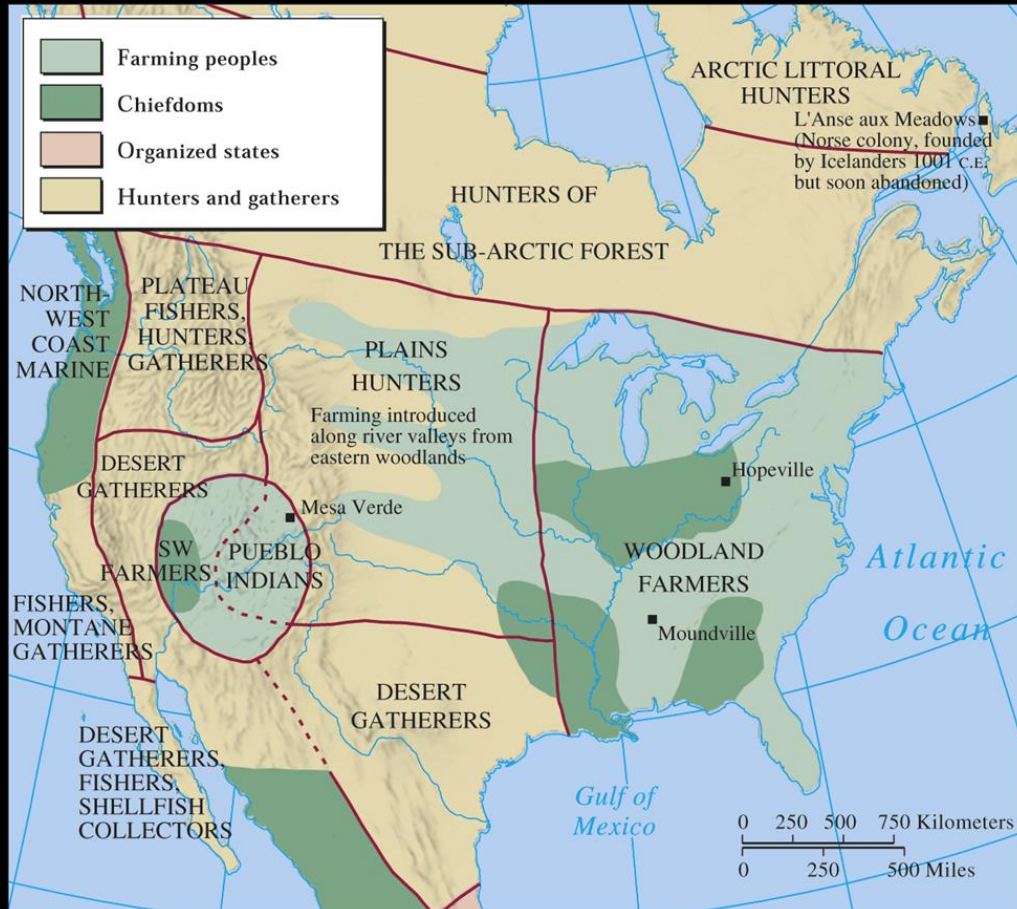 Farming peoples
Chiefdoms
Organized states
Hunters and gatherers
ARCTIC LITTORAL
HUNTERS
L'Anse aux Meadows
(Norse colony, founded
by Icelanders 1001 C.E.
but soon abandoned)
HUNTERS OF
THE SUB-ARCTIC FOREST
NORTH-
WEST
COAST
MARINE
PLATEAU
FISHERS,
HUNTERS,
GATHERERS
PLAINS
HUNTERS
Farming introduced
along river valleys from
eastern woodlands
DESERT
GATHERERS
Mesa Verde
Hopeville
SW
FARMERS
PUEBLO
INDIANS
WOODLAND
FARMERS
Moundville
Atlantic
Ocean
FISHERS,
MONTANE
GATHERERS
DESERT
GATHERERS
DESERT
GATHERERS,
FISHERS,
SHELLFISH
COLLECTORS
Gulf of
Mexico
0 250 500 750 Kilometers
0 250 500 Miles